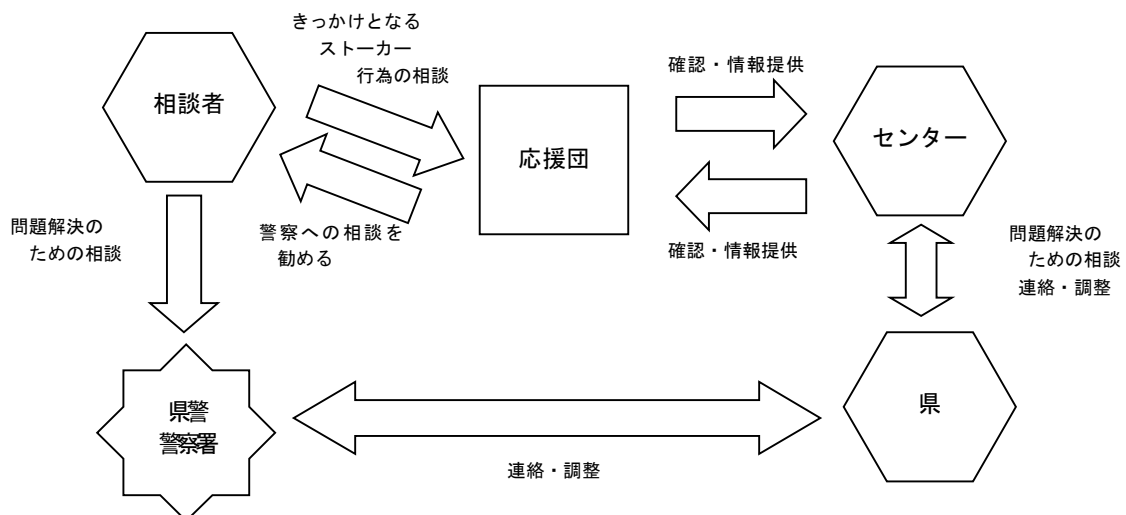 きっかけとなる
ストーカー
行為の相談
相談者
応援団
確認・情報提供
センター
問題解決の
ための相談
警察への相談を
勧める
確認・情報提供
問題解決の
ための相談
連絡・調整
県警
警察署
県
連絡・調整